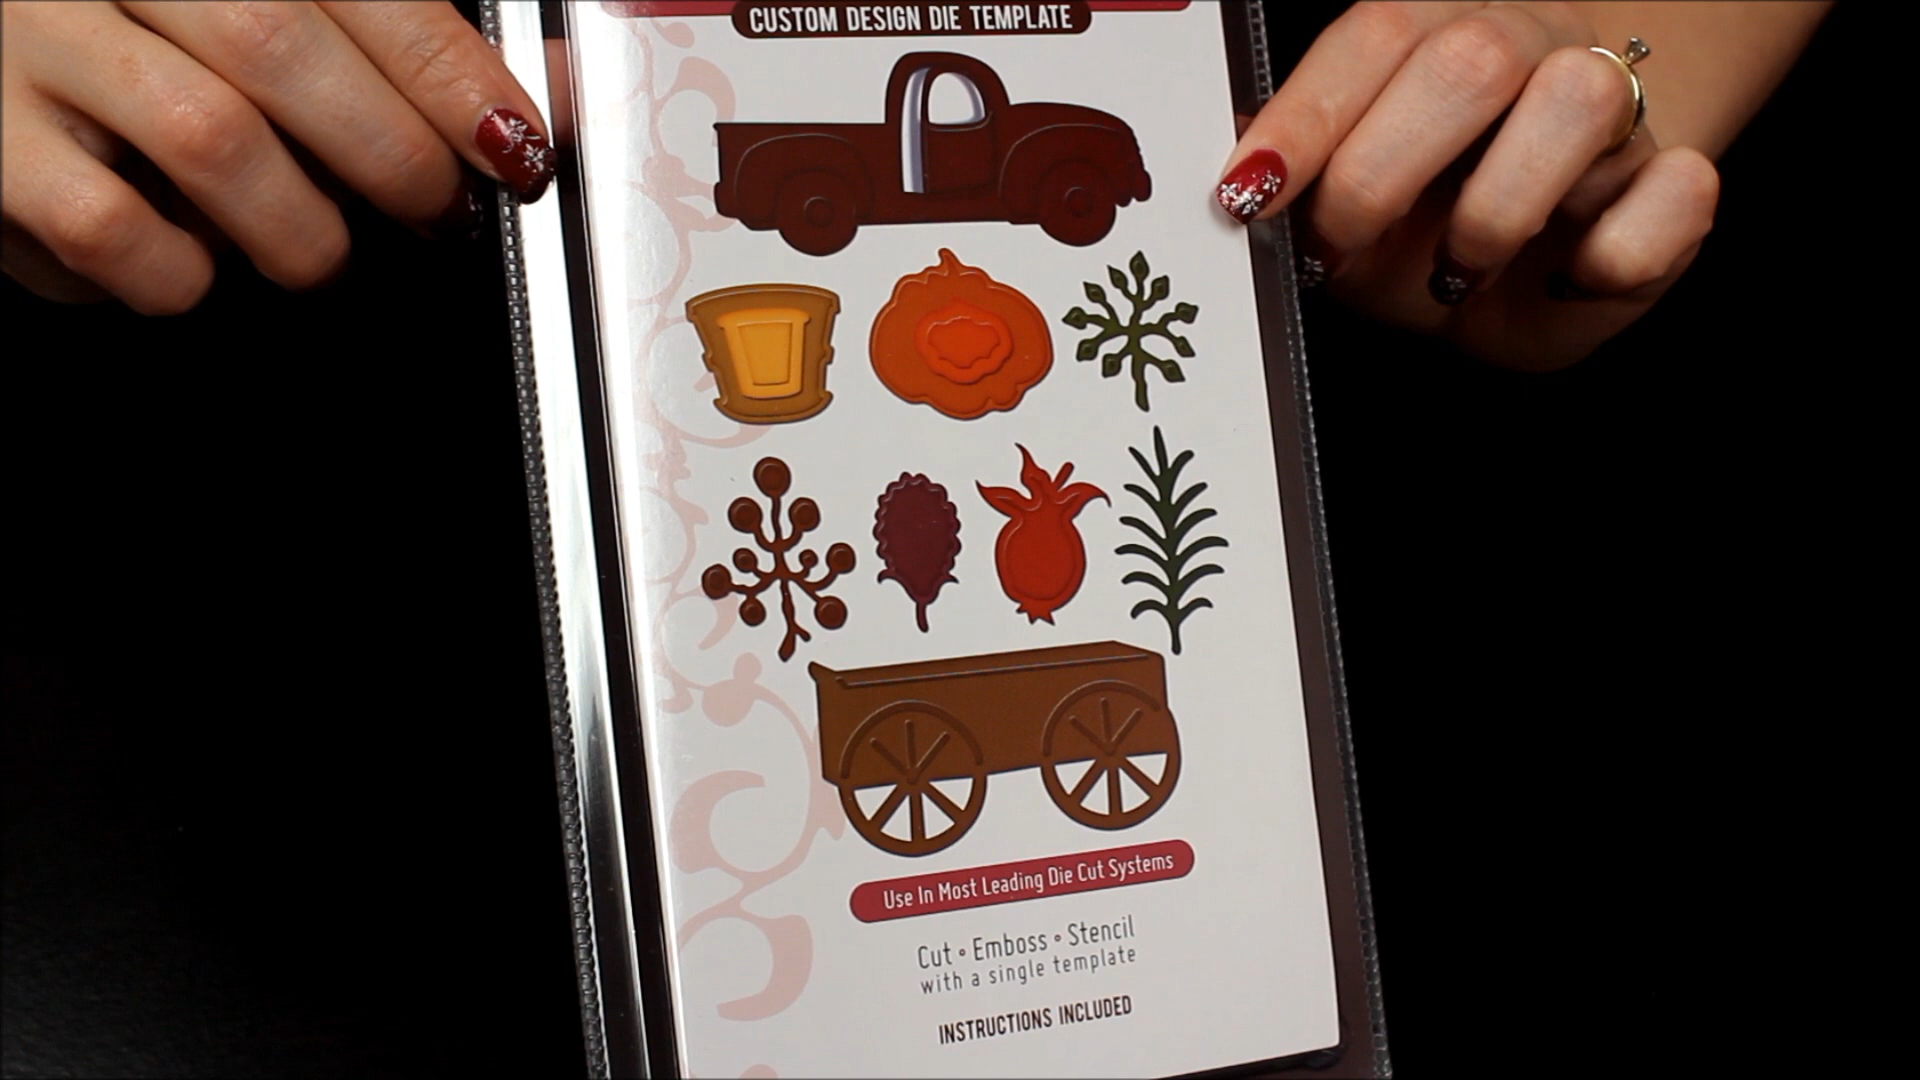 CUSTOM DESIGN DIE TEMPLATE
Use In Most Leading Die Cut Systems
Cut • Emboss • Stencil
with a single template
INSTRUCTIONS INCLUDED